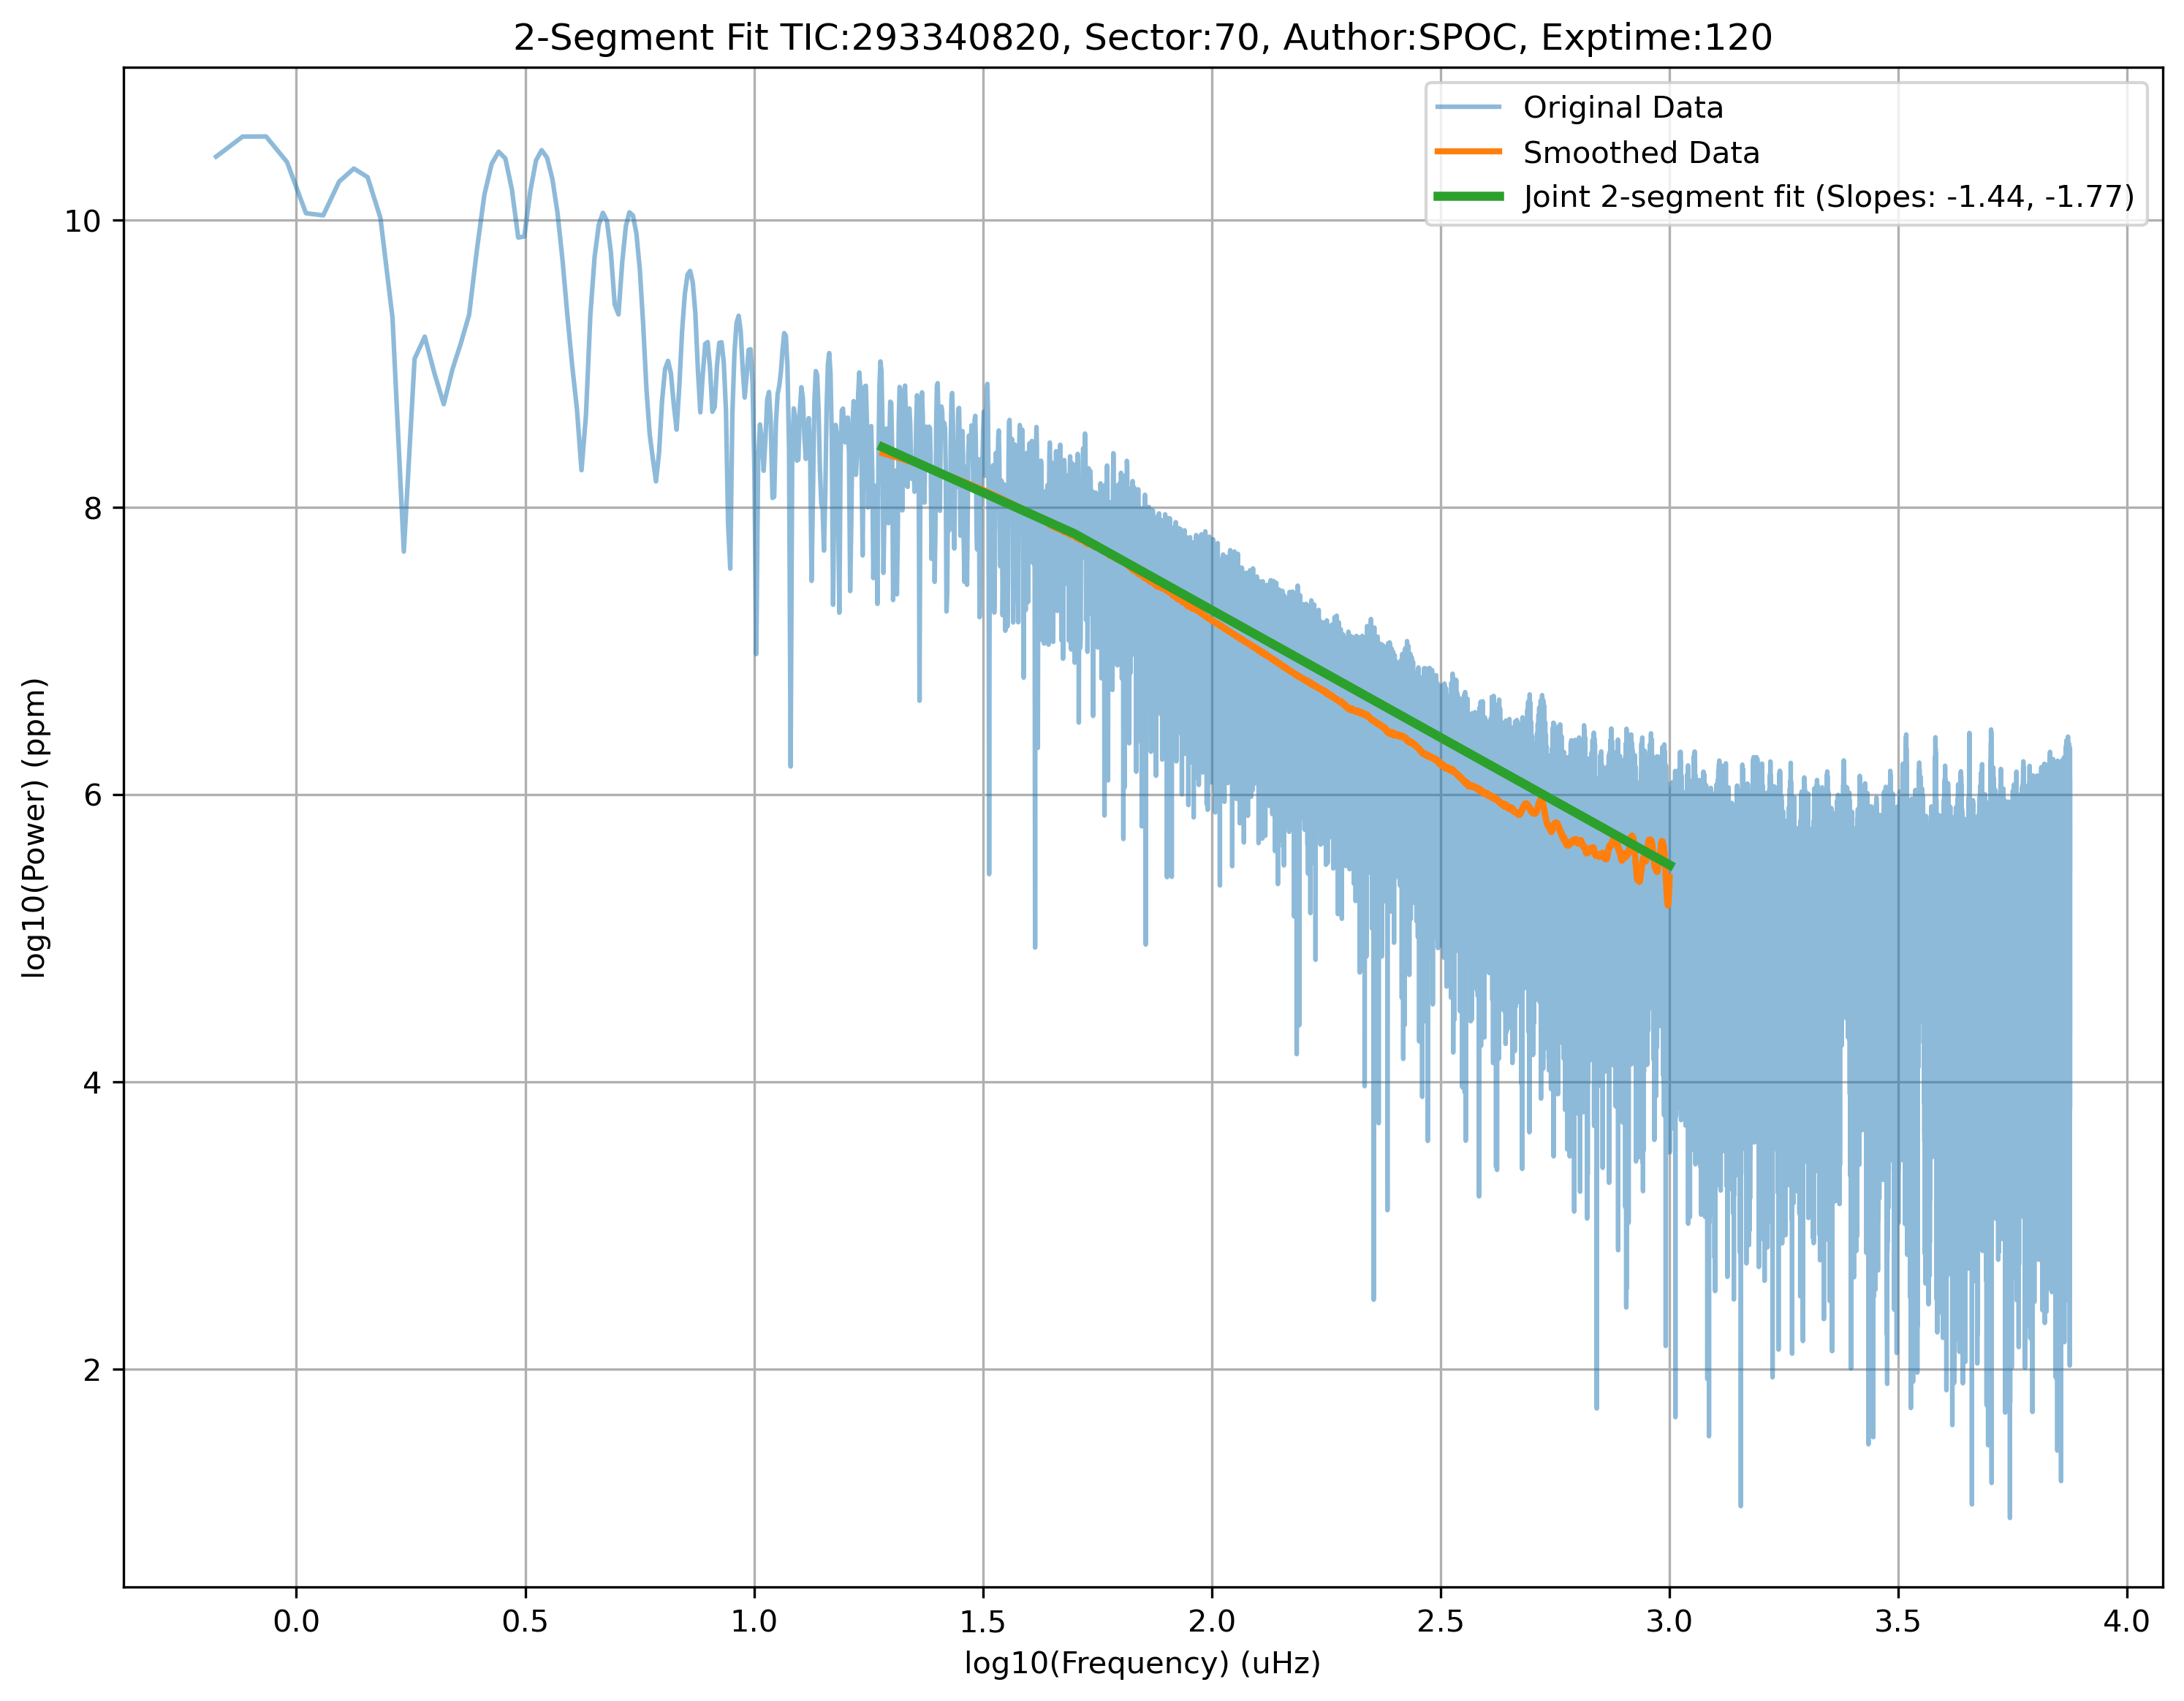 2-Segment Fit TIC:293340820, Sector:70, Author:SPOC, Exptime:120
Original Data
Smoothed Data
Joint 2-segment fit (Slopes: -1.44, -1.77)
log10(Power) (ppm)
10
8
6
4
2
0.0 0.5 1.0 1.5 2.0 2.5 3.0 3.5 4.0
log10(Frequency) (uHz)